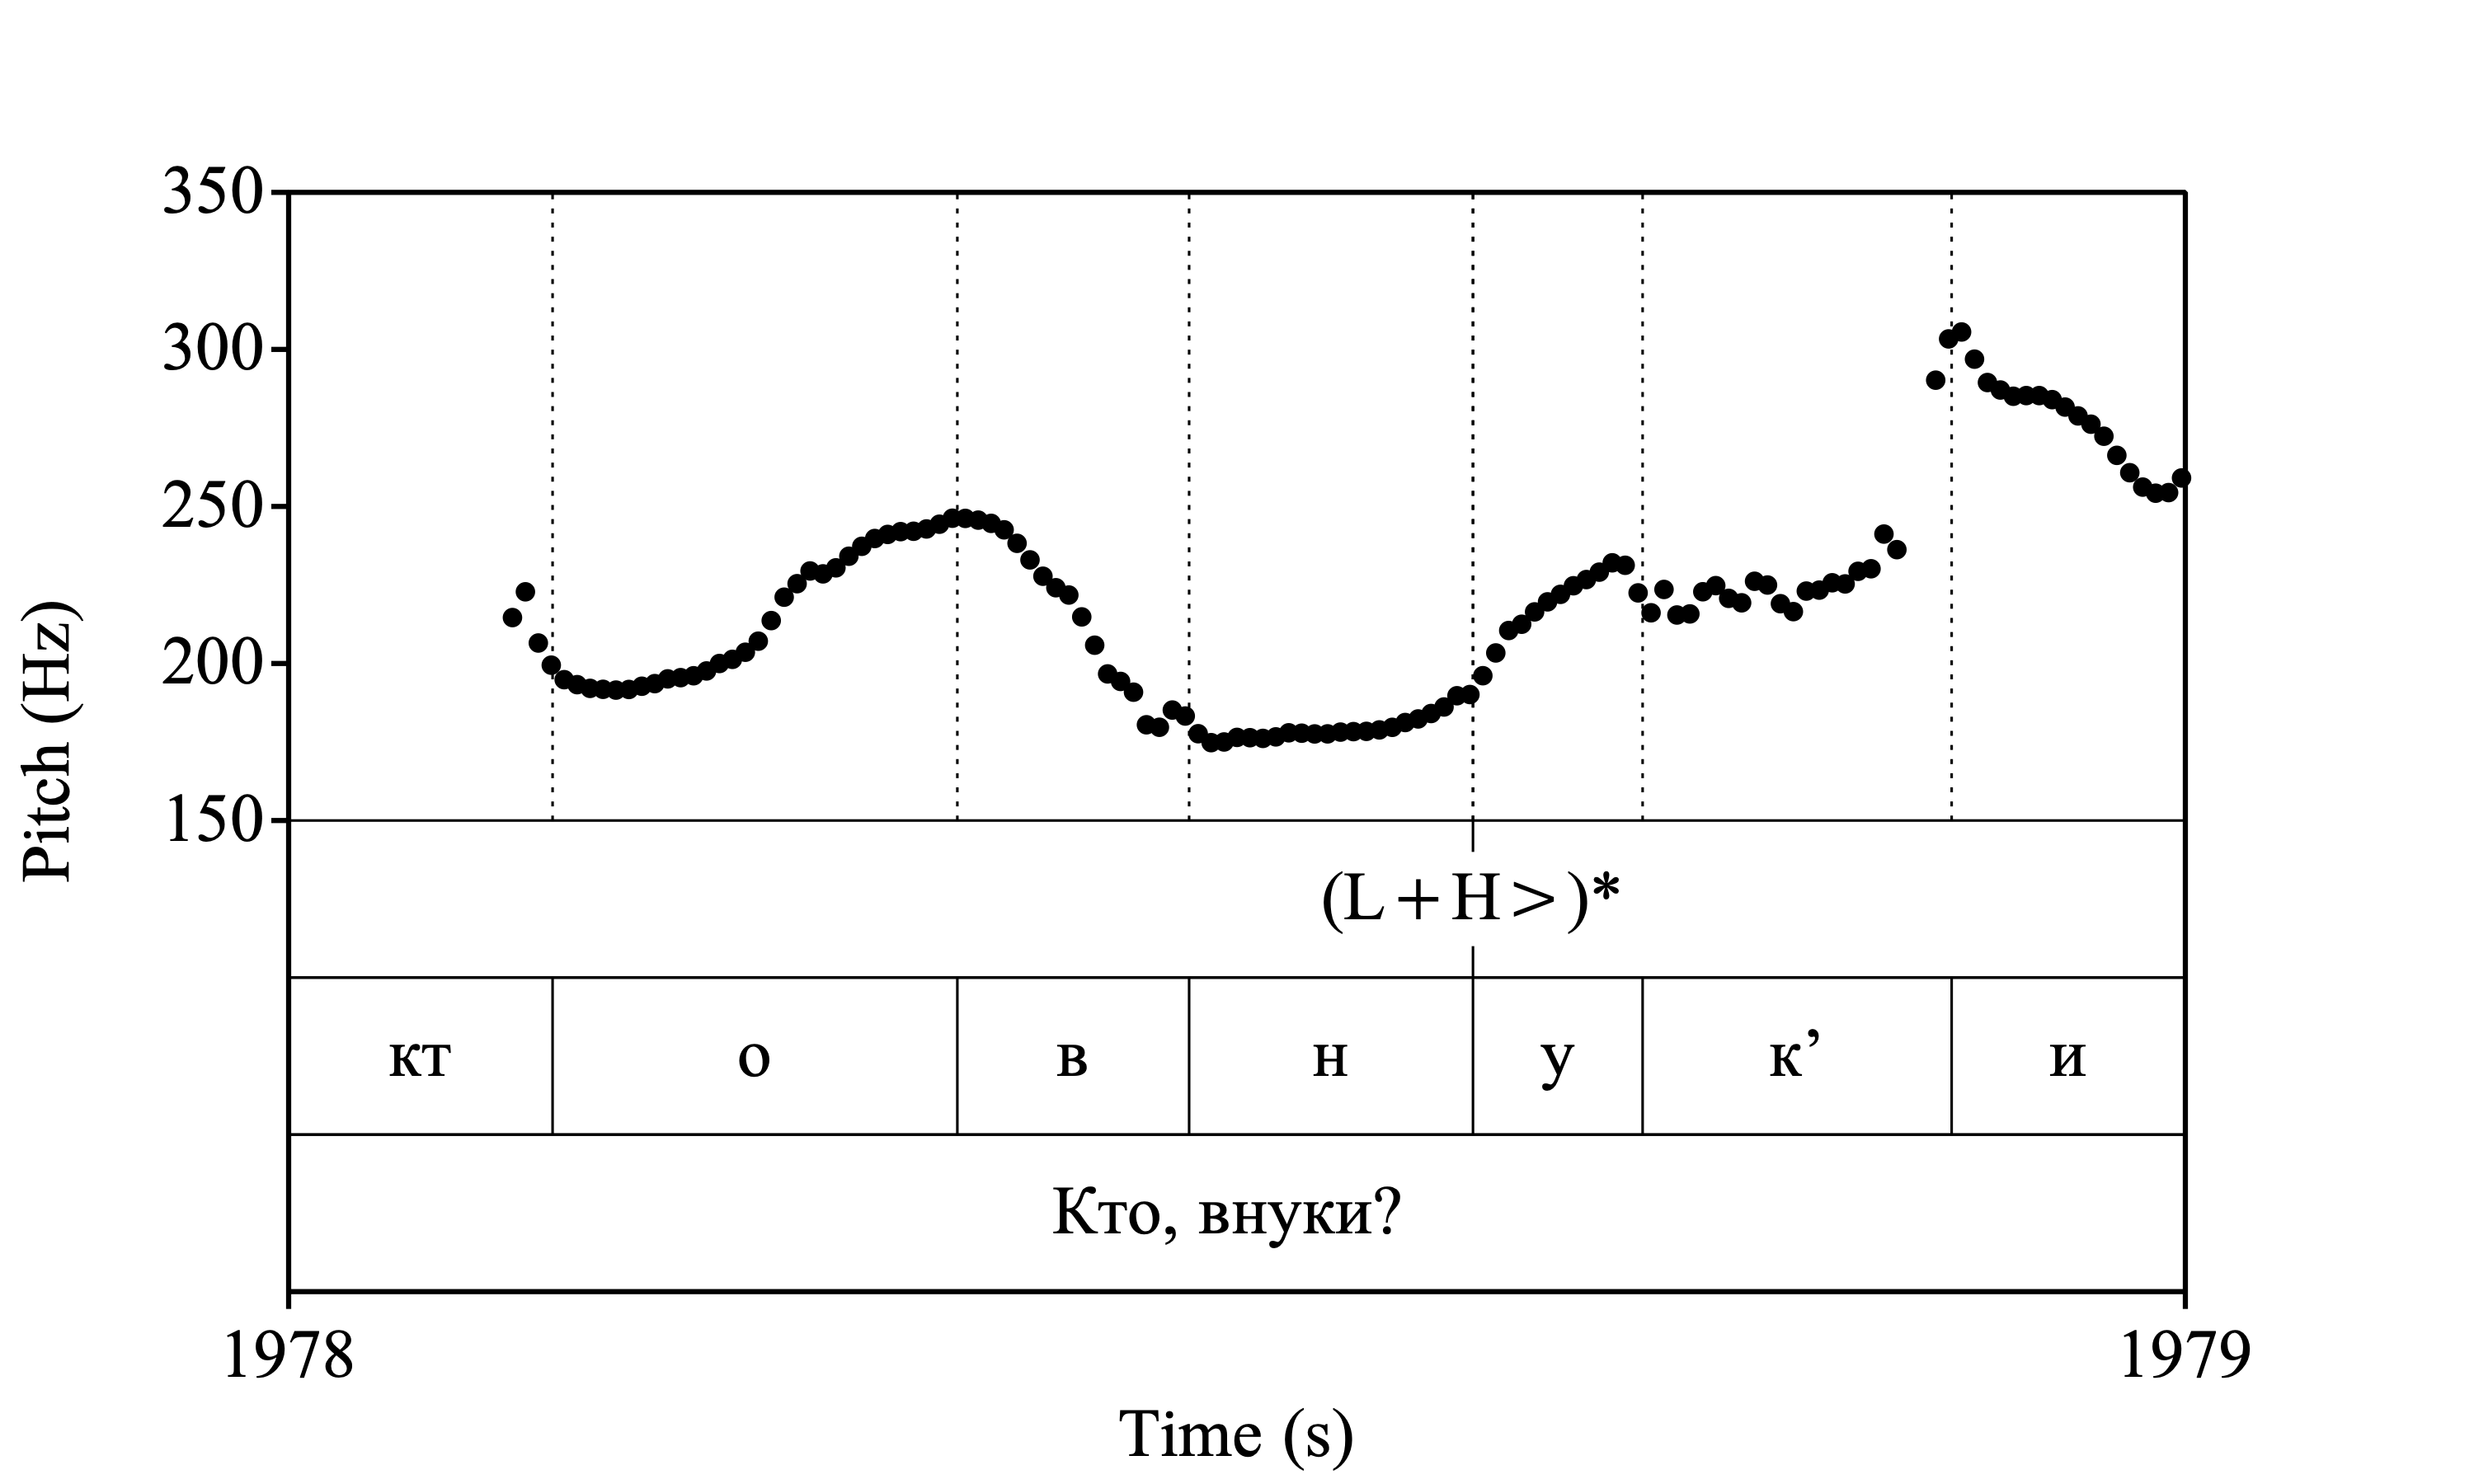 350
300
250
200
150
Pitch (Hz)
(L+H>)*
кт о в н у к’ и
Кто, внуки?
1978 1979
Time (s)